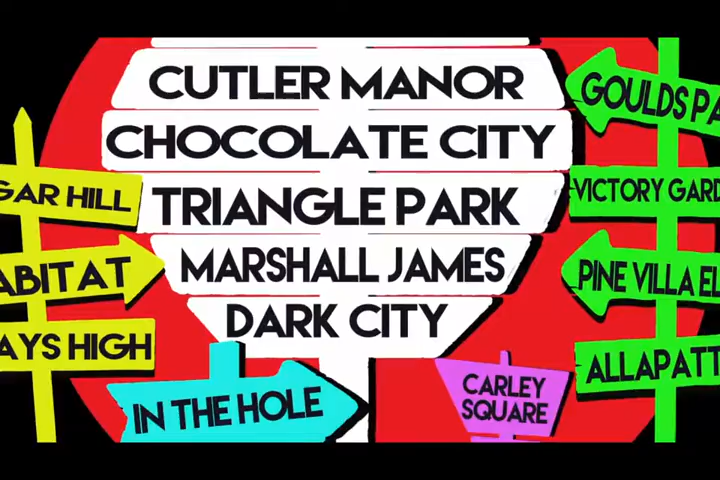 CUTLER MANOR
CHOCOLATE CITY
TRIANGLE PARK
MARSHALL JAMES
DARK CITY
GAR HILL
ABITAT
AYS HIGH
IN THE HOLE
CARLEY
SQUARE
GOULDS PA
VICTORY GARD
PINE VILLA EL
ALLAPATT